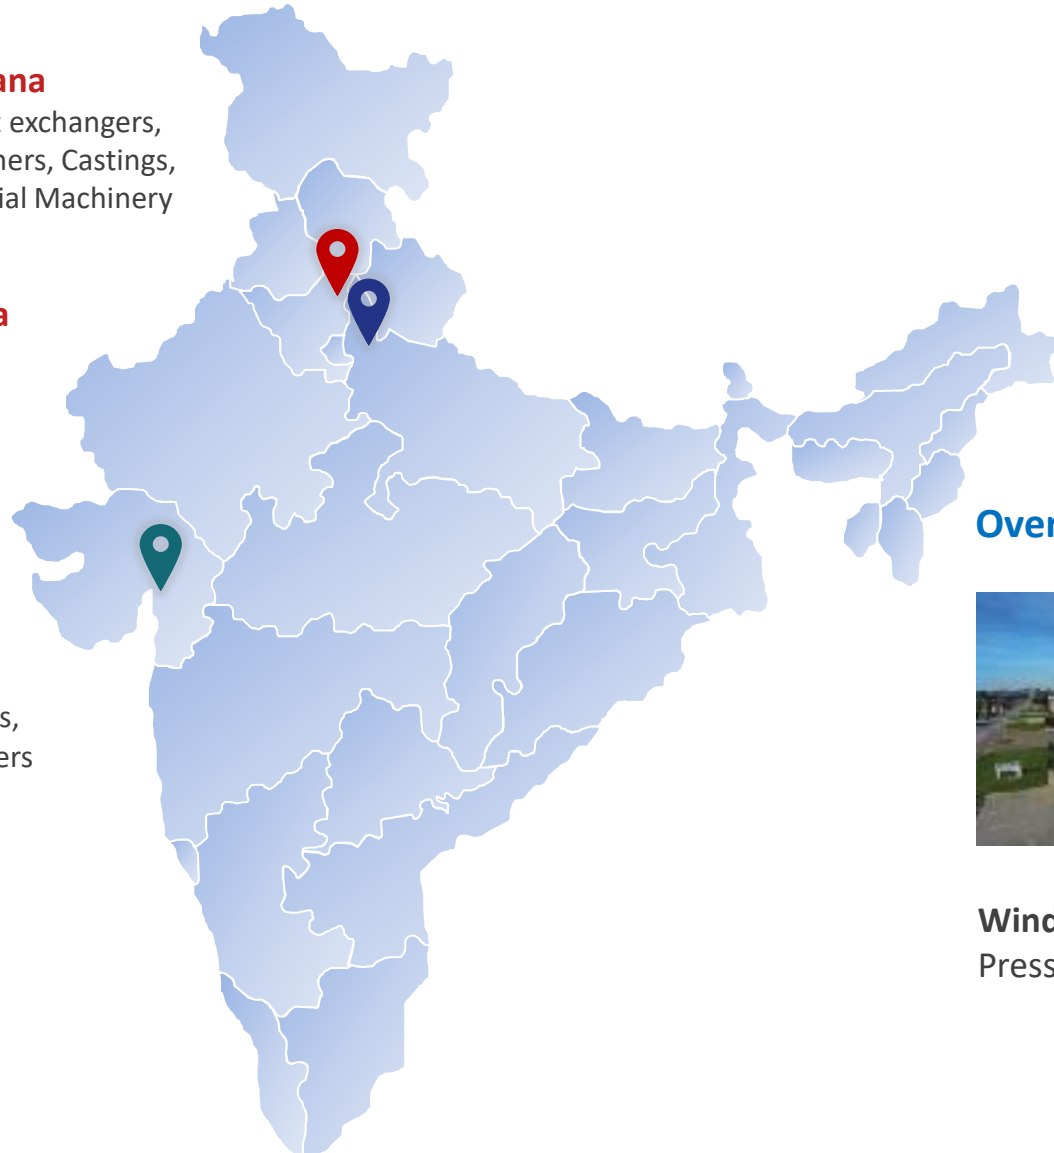 ana
exchangers,
ners, Castings,
ial Machinery
a
s,
ers
Over
Wind
Press